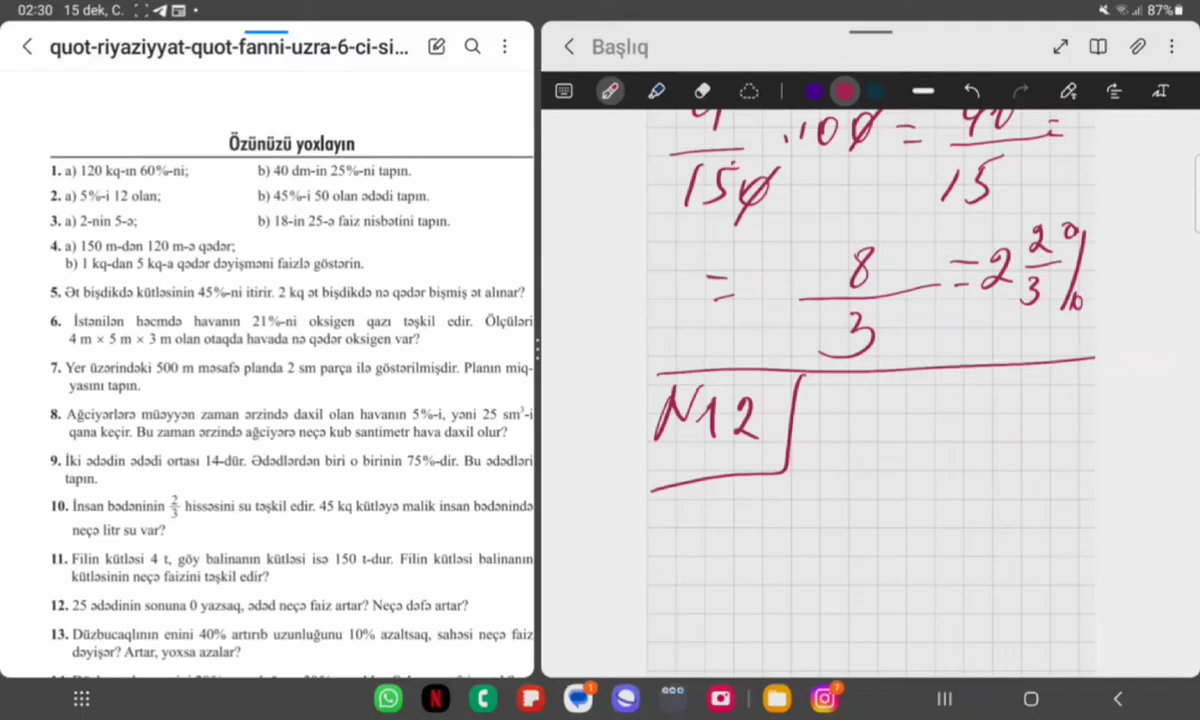 02:30 15 dek, C.
87%
quot-riyaziyyat-quot-fanni-uzra-6-ci-si...
Özünüzü yoxlayın
1. a) 120 kq-ın 60%-ni; b) 40 dm-in 25%-ni tapın.
2. a) 5%-i 12 olan; b) 45%-i 50 olan ədədi tapın.
3. a) 2-nin 5-ə; b) 18-in 25-ə faiz nisbətini tapın.
4. a) 150 m-dən 120 m-ə qədər;
b) 1 kq-dan 5 kq-a qədər dəyişməni faizlə göstərin.
5. Ət bişdikdə kütləsinin 45%-ni itirir. 2 kq ət bişdikdə nə qədər bişmiş ət alınar?
6. İstənilən həcmdə havanın 21%-ni oksigen qazı təşkil edir. Ölçüləri
4 m × 5 m × 3 m olan otaqda havada nə qədər oksigen var?
7. Yer üzərindəki 500 m məsafə planda 2 sm parça ilə göstərilmişdir. Planın miq-
yasını tapın.
8. Ağciyərlərə müəyyən zaman ərzində daxil olan havanın 5%-i, yəni 25 sm³-i
qana keçir. Bu zaman ərzində ağciyərə neçə kub santimetr hava daxil olur?
9. İki ədədin ədədi ortası 14-dür. Ədədlərdən biri o birinin 75%-dir. Bu ədədləri
tapın.
10. İnsan bədəninin 2/3 hissəsini su təşkil edir. 45 kq kütləyə malik insan bədənində
neçə litr su var?
11. Filin kütləsi 4 t, göy balinanın kütləsi isə 150 t-dur. Filin kütləsi balinanın
kütləsinin neçə faizini təşkil edir?
12. 25 ədədinin sonuna 0 yazsaq, ədəd neçə faiz artar? Neçə dəfə artar?
13. Düzbucaqlının enini 40% artırıb uzunluğunu 10% azaltsaq, sahəsi neçə faiz
dəyişər? Artar, yoxsa azalar?
Başlıq
4/150 · 100 = 40/15 =
= 8/3 = 2 2/3 %
N12
1
7